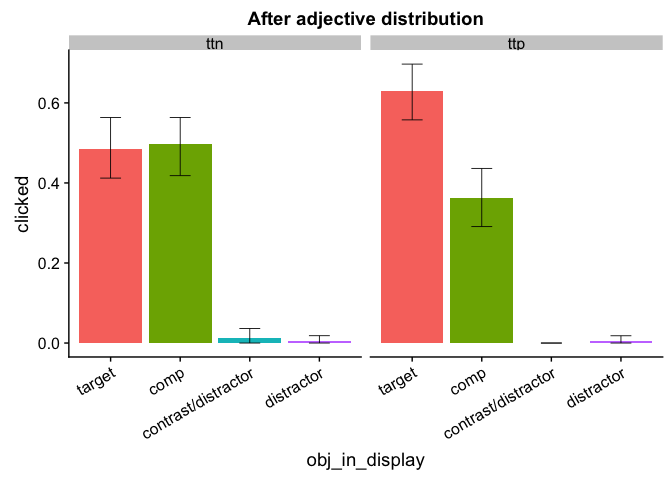 After adjective distribution
ttn
ttp
clicked
0.6
0.4
0.2
0.0
target
comp
contrast/distractor
distractor
target
comp
contrast/distractor
distractor
obj_in_display